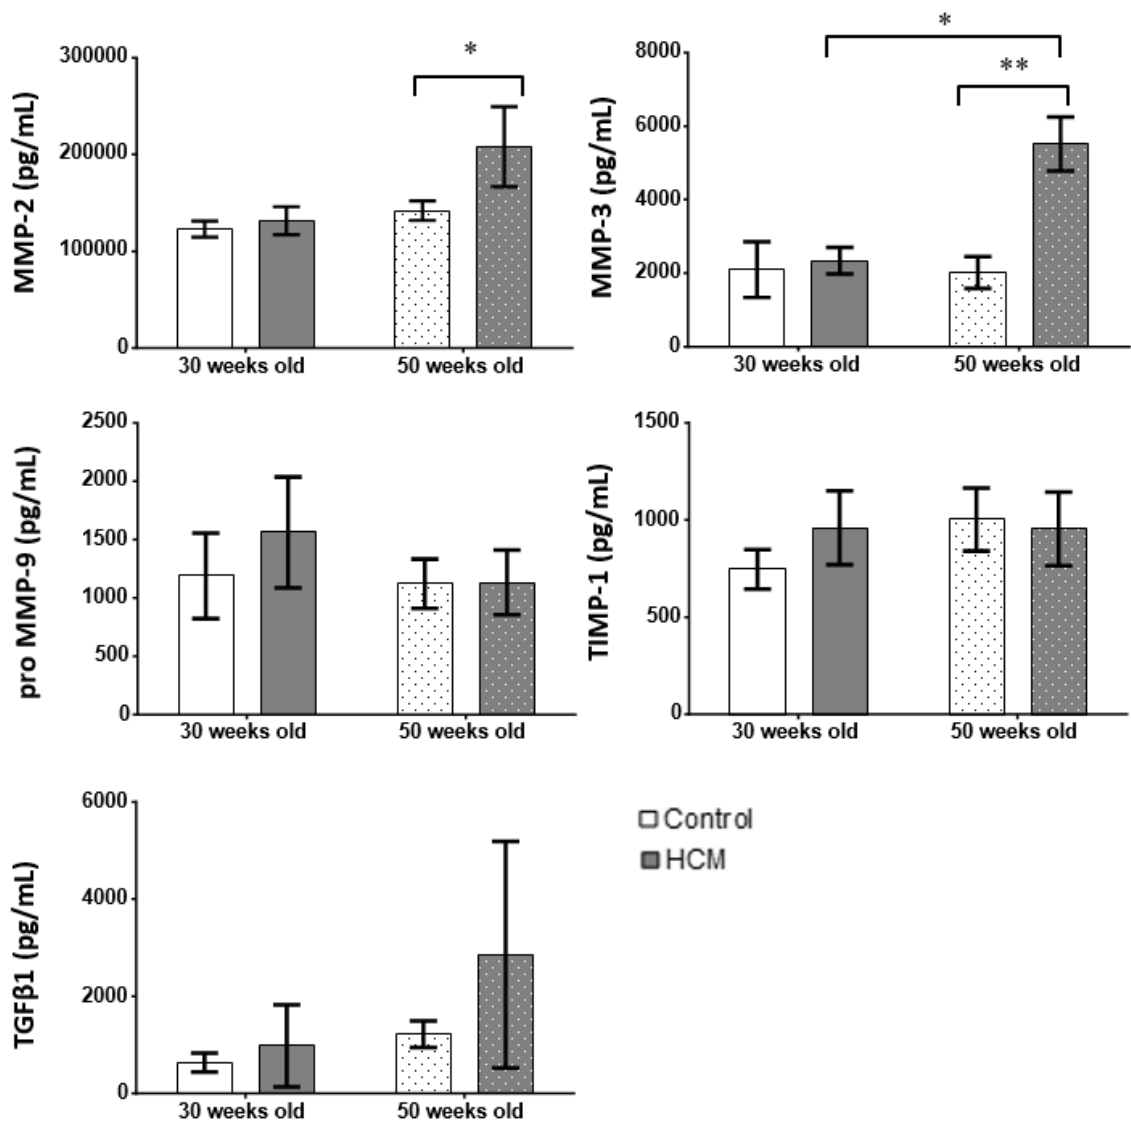 MMP-2 (pg/mL)
300000
200000
100000
0
*
30 weeks old
50 weeks old
MMP-3 (pg/mL)
8000
6000
4000
2000
0
*
**
30 weeks old
50 weeks old
pro MMP-9 (pg/mL)
2500
2000
1500
1000
500
0
30 weeks old
50 weeks old
TIMP-1 (pg/mL)
1500
1000
500
0
30 weeks old
50 weeks old
TGFβ1 (pg/mL)
6000
4000
2000
0
30 weeks old
50 weeks old
Control
HCM